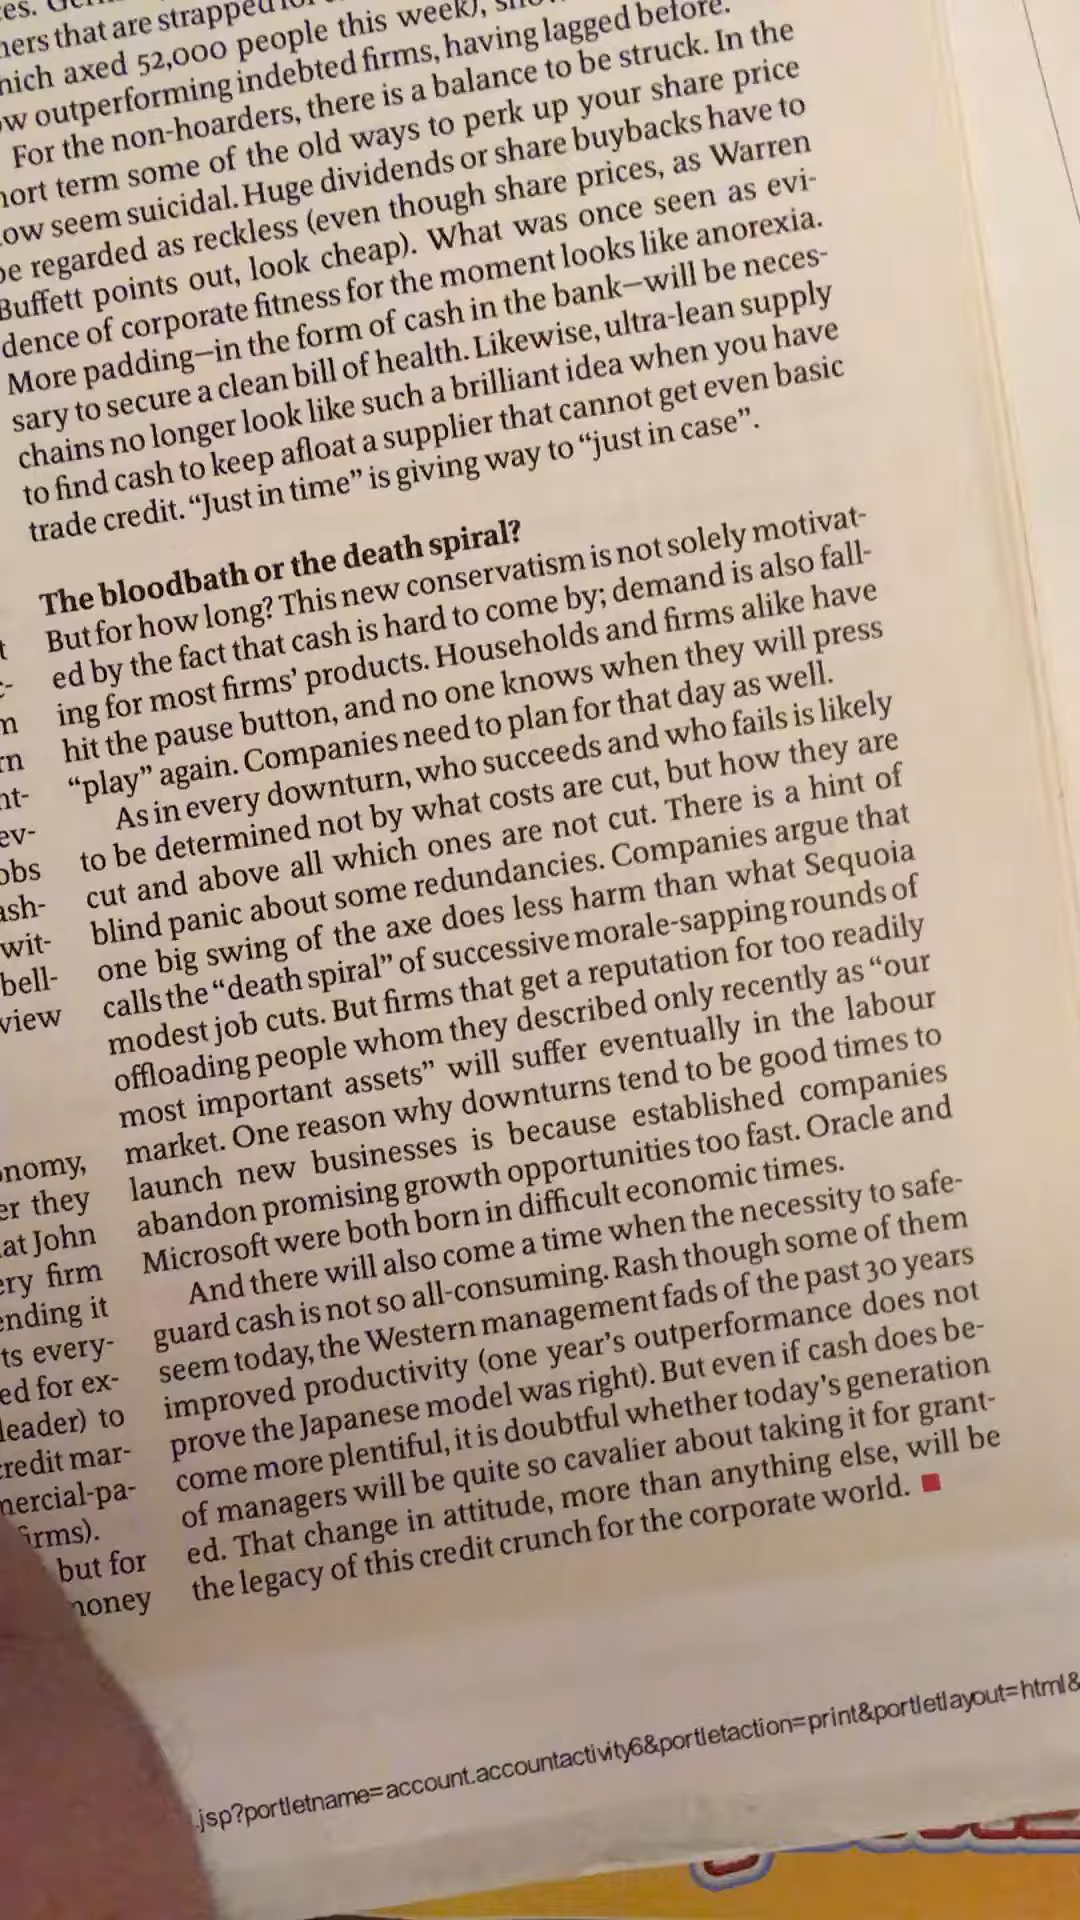 view
wit-
bell-
er they
at John
ery firm
ending it
ts every-
ed for ex-
leader) to
credit mar-
mercial-pa-
firms).
but for
money
hers that are strapped for
hich axed 52,000 people this week),
ow outperforming indebted firms, having lagged before.
For the non-hoarders, there is a balance to be struck. In the
hort term some of the old ways to perk up your share price
ow seem suicidal. Huge dividends or share buybacks have to
be regarded as reckless (even though share prices, as Warren
Buffett points out, look cheap). What was once seen as evi-
dence of corporate fitness for the moment looks like anorexia.
More padding—in the form of cash in the bank—will be neces-
sary to secure a clean bill of health. Likewise, ultra-lean supply
chains no longer look like such a brilliant idea when you have
to find cash to keep afloat a supplier that cannot get even basic
trade credit. “Just in time” is giving way to “just in case”.
The bloodbath or the death spiral?
But for how long? This new conservatism is not solely motivat-
ed by the fact that cash is hard to come by; demand is also fall-
ing for most firms’ products. Households and firms alike have
hit the pause button, and no one knows when they will press
“play” again. Companies need to plan for that day as well.
As in every downturn, who succeeds and who fails is likely
to be determined not by what costs are cut, but how they are
cut and above all which ones are not cut. There is a hint of
blind panic about some redundancies. Companies argue that
one big swing of the axe does less harm than what Sequoia
calls the “death spiral” of successive morale-sapping rounds of
modest job cuts. But firms that get a reputation for too readily
offloading people whom they described only recently as “our
most important assets” will suffer eventually in the labour
market. One reason why downturns tend to be good times to
launch new businesses is because established companies
abandon promising growth opportunities too fast. Oracle and
Microsoft were both born in difficult economic times.
And there will also come a time when the necessity to safe-
guard cash is not so all-consuming. Rash though some of them
seem today, the Western management fads of the past 30 years
improved productivity (one year’s outperformance does not
prove the Japanese model was right). But even if cash does be-
come more plentiful, it is doubtful whether today’s generation
of managers will be quite so cavalier about taking it for grant-
ed. That change in attitude, more than anything else, will be
the legacy of this credit crunch for the corporate world.
.jsp?portletname=account.accountactivity6&portletaction=print&portletlayout=html&